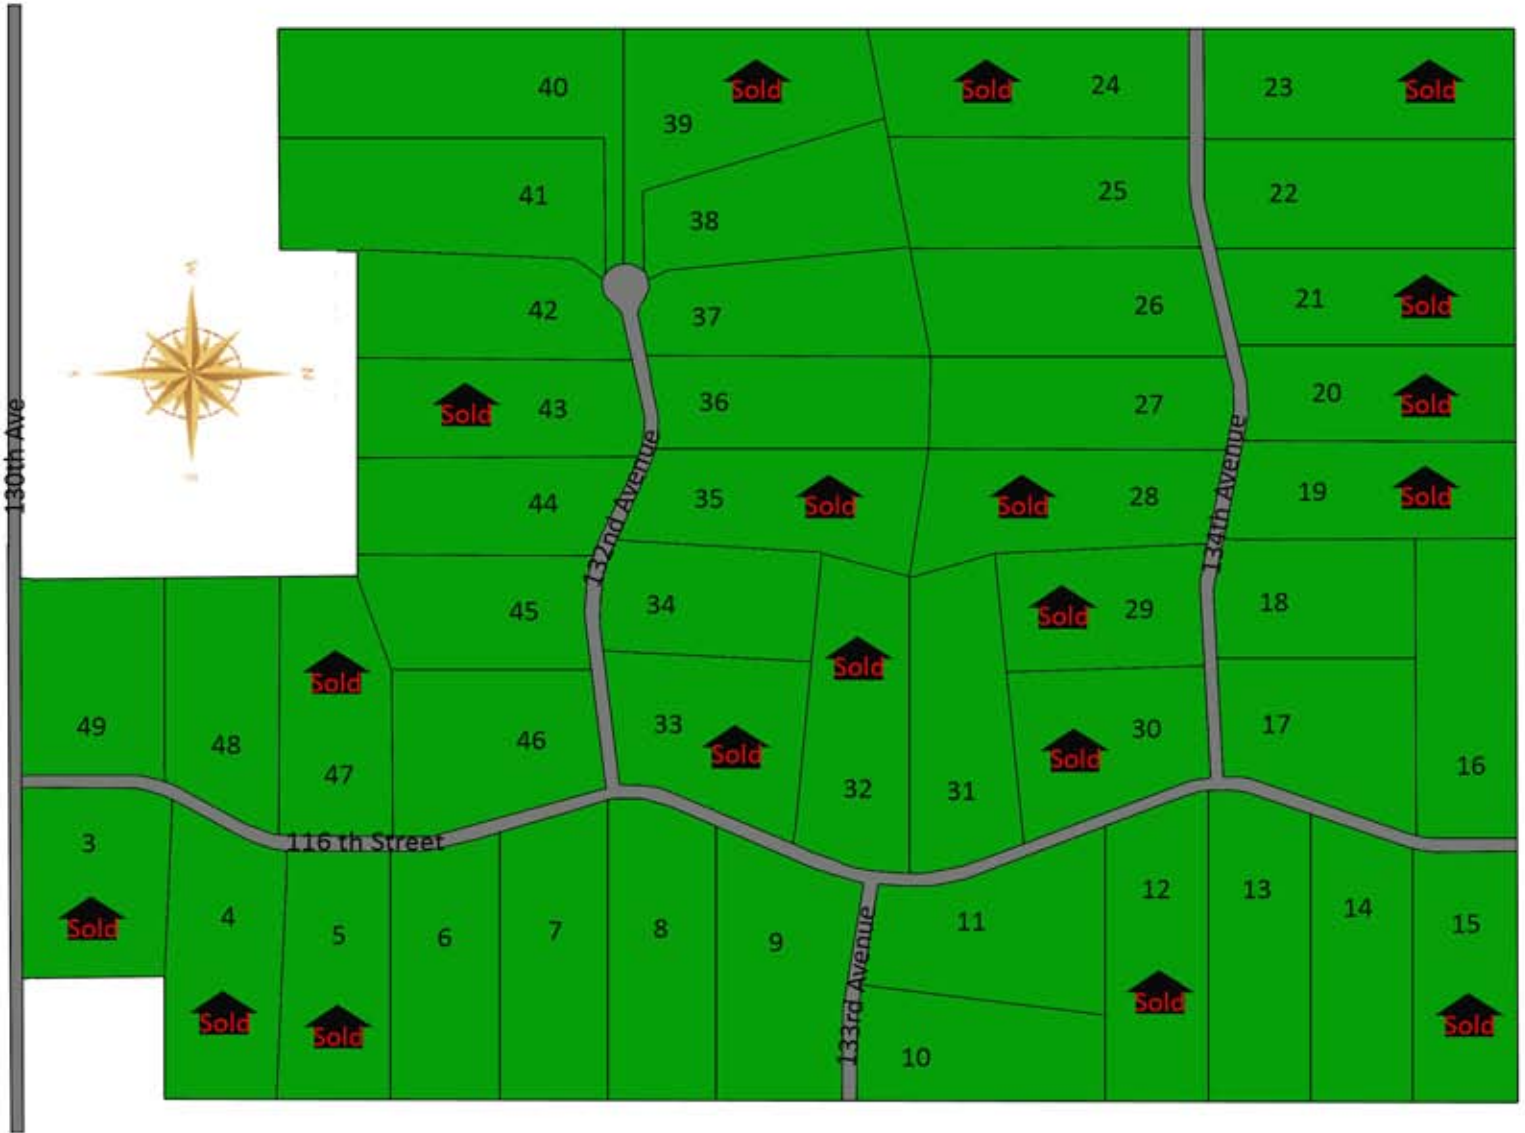 40
Sold
Sold
24
23
Sold
39
41
38
25
22
W
S
N
E
42
37
26
21
Sold
43
Sold
36
27
20
Sold
130th Ave
44
132nd Avenue
35
Sold
Sold
28
134th Avenue
19
Sold
45
34
Sold
29
18
Sold
Sold
49
48
47
46
33
Sold
32
31
Sold
30
17
16
116 th Street
3
Sold
4
Sold
5
Sold
6
7
8
9
133rd Avenue
11
10
12
Sold
13
14
15
Sold